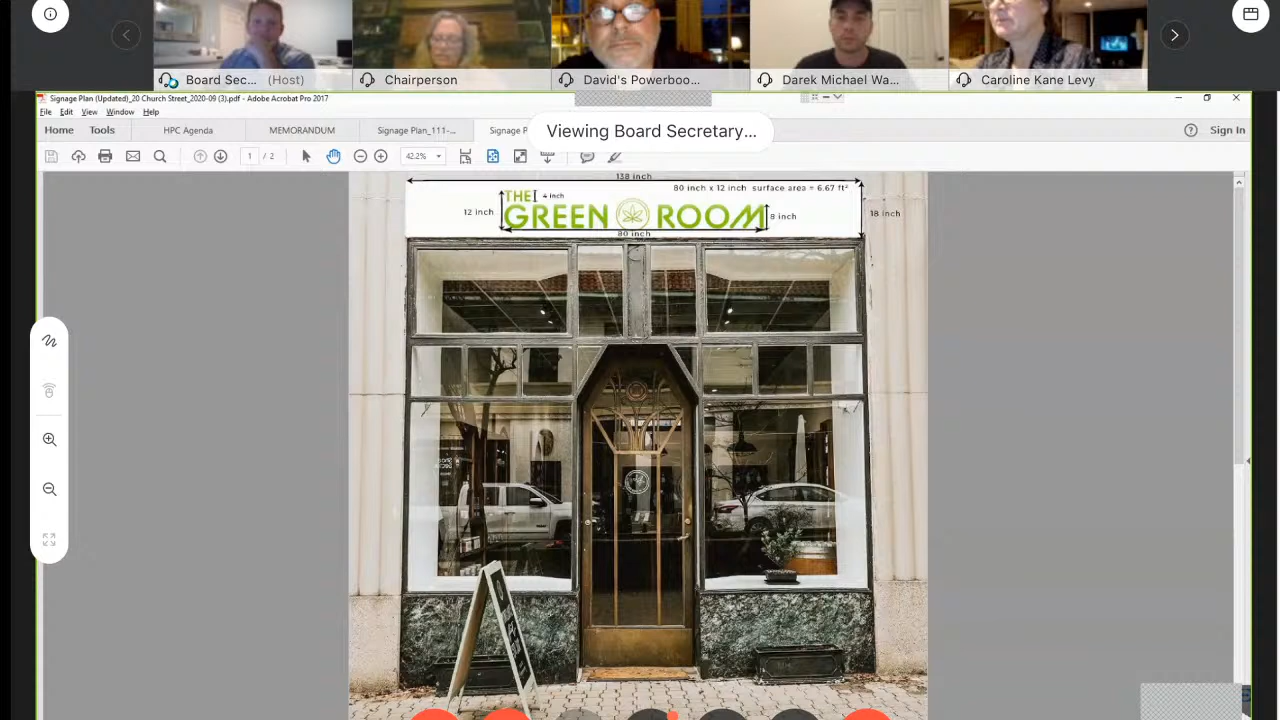 Board Sec... (Host)
Chairperson
David's Powerboo...
Darek Michael Wa...
Caroline Kane Levy
Signage Plan (Updated)_20 Church Street_2020-09 (3).pdf - Adobe Acrobat Pro 2017
File Edit View Window Help
Home Tools HPC Agenda MEMORANDUM Signage Plan_111-... Signage P
Viewing Board Secretary...
Sign In
1 / 2 42.2%
138 inch
80 inch x 12 inch surface area = 6.67 ft²
THE 4 inch
12 inch GREEN ROOM 8 inch 18 inch
80 inch